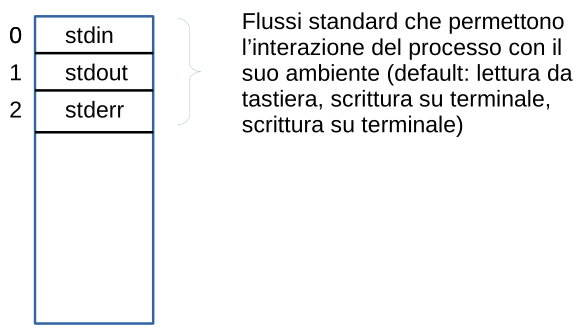 0 stdin
1 stdout
2 stderr
Flussi standard che permettono
l'interazione del processo con il
suo ambiente (default: lettura da
tastiera, scrittura su terminale,
scrittura su terminale)